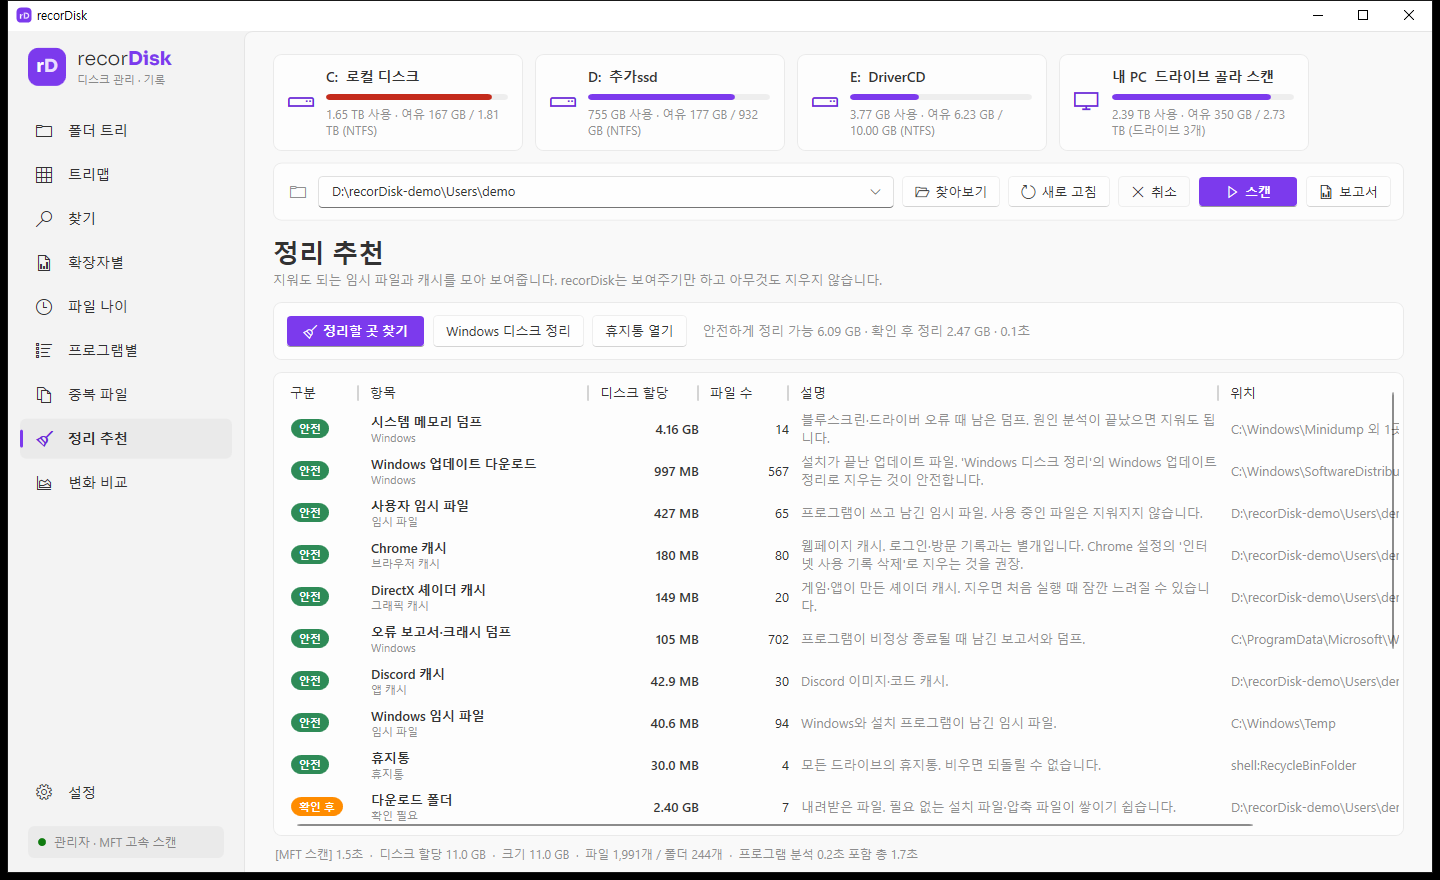 rD recorDisk
rD recorDisk
디스크 관리 · 기록
폴더 트리
트리맵
찾기
확장자별
파일 나이
프로그램별
중복 파일
정리 추천
변화 비교
설정
관리자 · MFT 고속 스캔
C: 로컬 디스크
1.65 TB 사용 · 여유 167 GB / 1.81
TB (NTFS)
D: 추가ssd
755 GB 사용 · 여유 177 GB / 932
GB (NTFS)
E: DriverCD
3.77 GB 사용 · 여유 6.23 GB /
10.00 GB (NTFS)
내 PC 드라이브 골라 스캔
2.39 TB 사용 · 여유 350 GB / 2.73
TB (드라이브 3개)
D:\recorDisk-demo\Users\demo
찾아보기
새로 고침
취소
스캔
보고서
정리 추천
지워도 되는 임시 파일과 캐시를 모아 보여줍니다. recorDisk는 보여주기만 하고 아무것도 지우지 않습니다.
정리할 곳 찾기
Windows 디스크 정리
휴지통 열기
안전하게 정리 가능 6.09 GB · 확인 후 정리 2.47 GB · 0.1초
구분 항목 디스크 할당 파일 수 설명 위치
안전 시스템 메모리 덤프 4.16 GB 14 블루스크린·드라이버 오류 때 남은 덤프. 원인 분석이 끝났으면 지워도 됩 C:\Windows\Minidump 외 1
Windows 니다.
안전 Windows 업데이트 다운로드 997 MB 567 설치가 끝난 업데이트 파일. 'Windows 디스크 정리'의 Windows 업데이트 C:\Windows\SoftwareDistribu
Windows 정리로 지우는 것이 안전합니다.
안전 사용자 임시 파일 427 MB 65 프로그램이 쓰고 남긴 임시 파일. 사용 중인 파일은 지워지지 않습니다. D:\recorDisk-demo\Users\der
임시 파일
안전 Chrome 캐시 180 MB 80 웹페이지 캐시. 로그인·방문 기록과는 별개입니다. Chrome 설정의 '인터 D:\recorDisk-demo\Users\der
브라우저 캐시 넷 사용 기록 삭제'로 지우는 것을 권장.
안전 DirectX 셰이더 캐시 149 MB 20 게임·앱이 만든 셰이더 캐시. 지우면 처음 실행 때 잠깐 느려질 수 있습니 D:\recorDisk-demo\Users\der
그래픽 캐시 다.
안전 오류 보고서·크래시 덤프 105 MB 702 프로그램이 비정상 종료될 때 남긴 보고서와 덤프. C:\ProgramData\Microsoft\W
Windows
안전 Discord 캐시 42.9 MB 30 Discord 이미지·코드 캐시. D:\recorDisk-demo\Users\der
앱 캐시
안전 Windows 임시 파일 40.6 MB 94 Windows와 설치 프로그램이 남긴 임시 파일. C:\Windows\Temp
임시 파일
안전 휴지통 30.0 MB 4 모든 드라이브의 휴지통. 비우면 되돌릴 수 없습니다. shell:RecycleBinFolder
휴지통
확인 후 다운로드 폴더 2.40 GB 7 내려받은 파일. 필요 없는 설치 파일·압축 파일이 쌓이기 쉽습니다. D:\recorDisk-demo\Users\der
확인 필요
[MFT 스캔] 1.5초 · 디스크 할당 11.0 GB · 크기 11.0 GB · 파일 1,991개 / 폴더 244개 · 프로그램 분석 0.2초 포함 총 1.7초